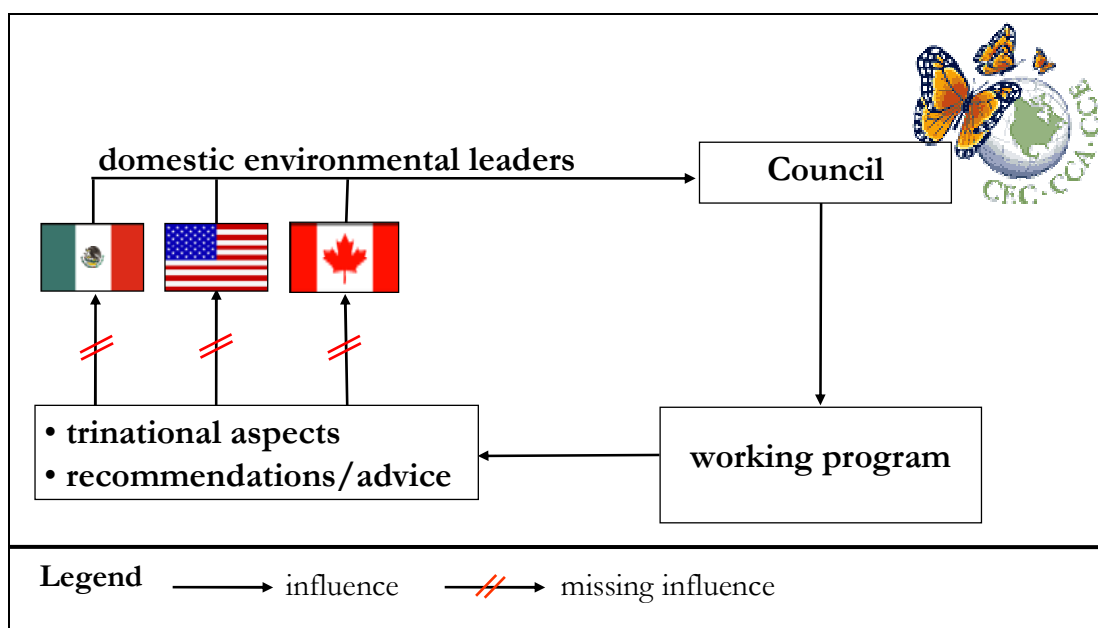 domestic environmental leaders
Council
CEC·CCA·CCE
• trinational aspects
• recommendations/advice
working program
Legend
influence
missing influence